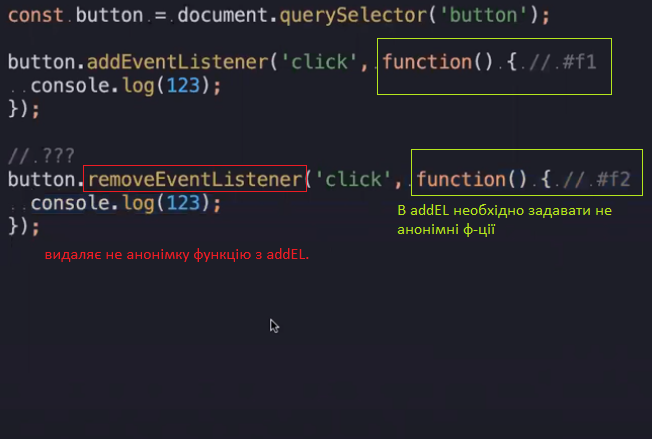 const button = document.querySelector('button');
button.addEventListener('click', function() { // #f1
console.log(123);
});
// ???
button.removeEventListener('click', function() { // #f2
console.log(123);
});
В addEL необхідно задавати не
анонімні ф-ції
видаляє не анонімку функцію з addEL.